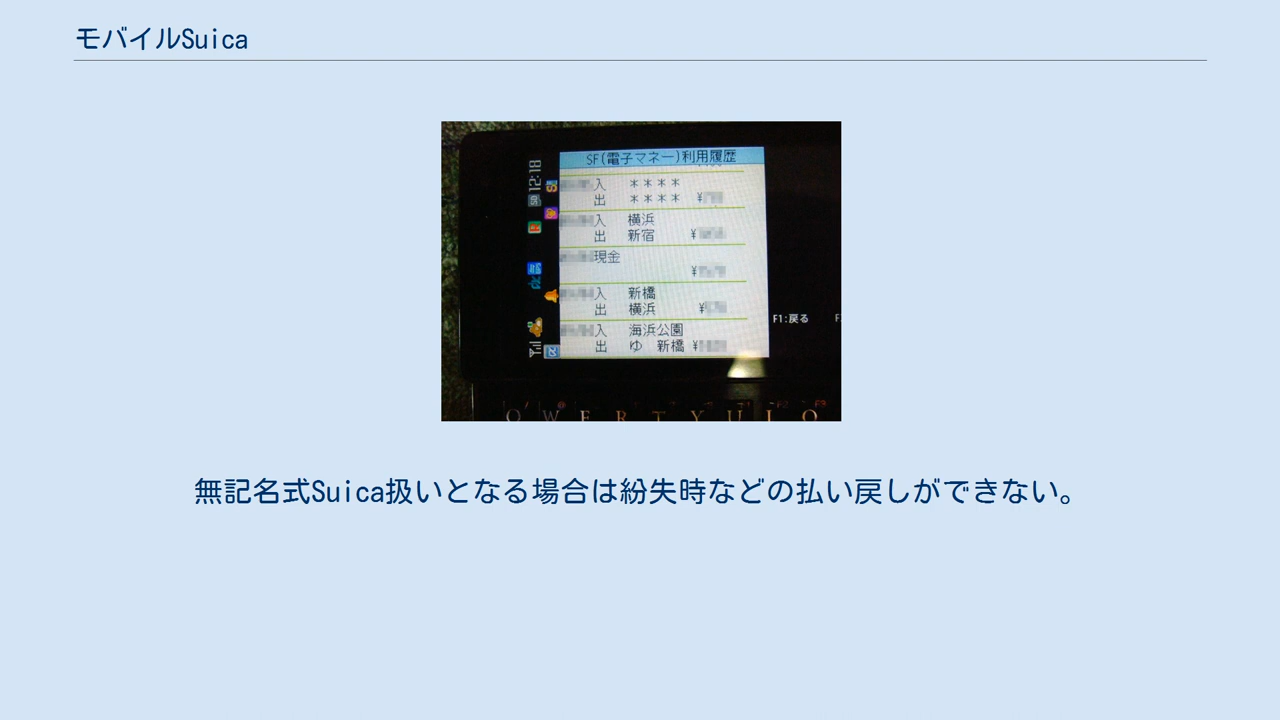 モバイルSuica
12:18
SF(電子マネー)利用履歴
入 ****
出 **** ¥
入 横浜
出 新宿 ¥
現金
¥
入 新橋
出 横浜 ¥
入 海浜公園
出 ゆ 新橋 ¥
F1:戻る
Q W E R T Y U I O
無記名式Suica扱いとなる場合は紛失時などの払い戻しができない。